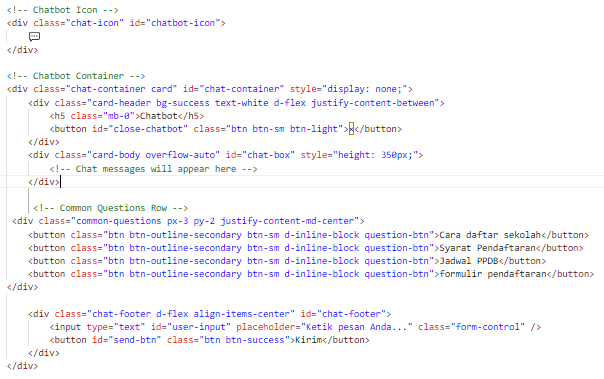 <!-- Chatbot Icon -->
<div class="chat-icon" id="chatbot-icon">
💬
</div>
<!-- Chatbot Container -->
<div class="chat-container card" id="chat-container" style="display: none;">
<div class="card-header bg-success text-white d-flex justify-content-between">
<h5 class="mb-0">Chatbot</h5>
<button id="close-chatbot" class="btn btn-sm btn-light">×</button>
</div>
<div class="card-body overflow-auto" id="chat-box" style="height: 350px;">
<!-- Chat messages will appear here -->
</div>
<!-- Common Questions Row -->
<div class="common-questions px-3 py-2 justify-content-md-center">
<button class="btn btn-outline-secondary btn-sm d-inline-block question-btn">Cara daftar sekolah</button>
<button class="btn btn-outline-secondary btn-sm d-inline-block question-btn">Syarat Pendaftaran</button>
<button class="btn btn-outline-secondary btn-sm d-inline-block question-btn">Jadwal PPDB</button>
<button class="btn btn-outline-secondary btn-sm d-inline-block question-btn">formulir pendaftaran</button>
</div>
<div class="chat-footer d-flex align-items-center" id="chat-footer">
<input type="text" id="user-input" placeholder="Ketik pesan Anda..." class="form-control" />
<button id="send-btn" class="btn btn-success">Kirim</button>
</div>
</div>